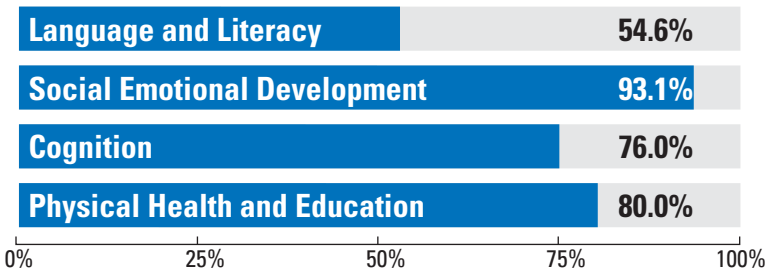 Language and Literacy 54.6%
Social Emotional Development 93.1%
Cognition 76.0%
Physical Health and Education 80.0%
0% 25% 50% 75% 100%